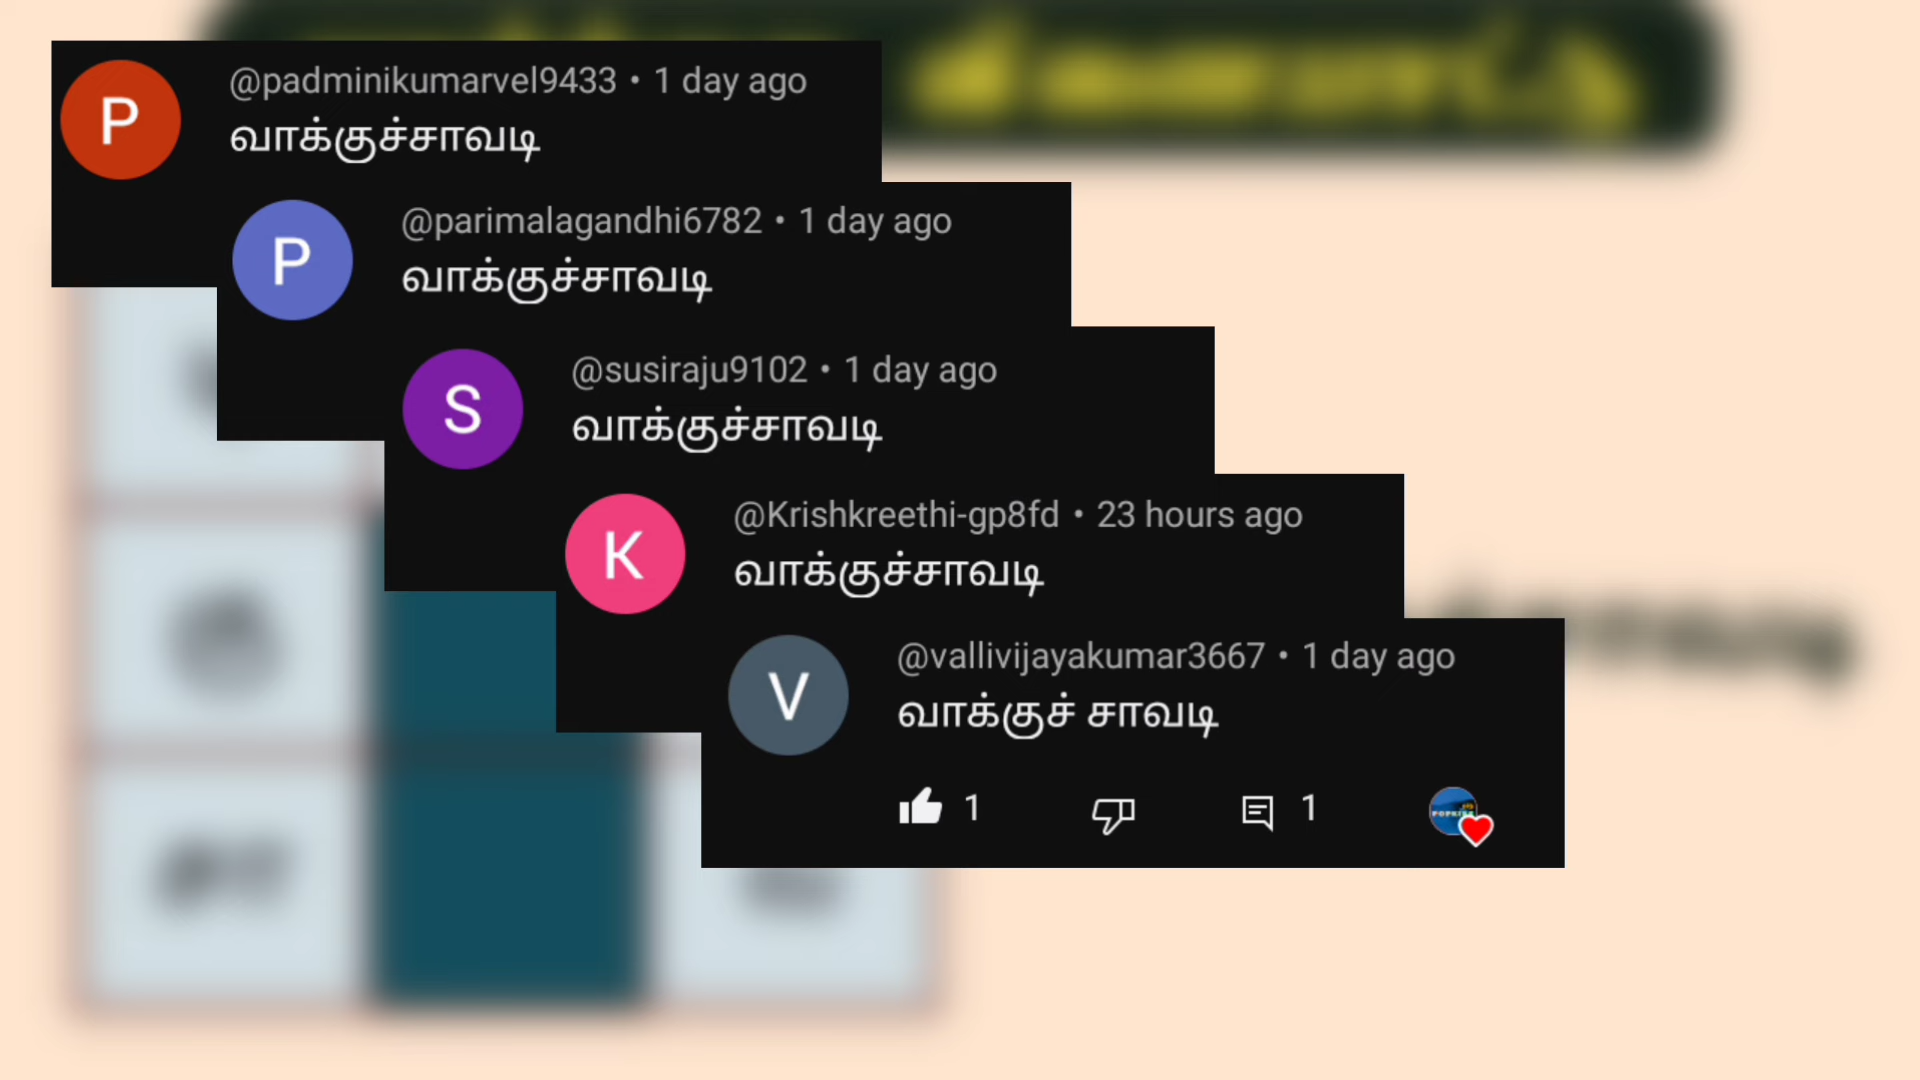 @padminikumarvel9433 • 1 day ago
வாக்குச்சாவடி
@parimalagandhi6782 • 1 day ago
வாக்குச்சாவடி
@susiraju9102 • 1 day ago
வாக்குச்சாவடி
@Krishkreethi-gp8fd • 23 hours ago
வாக்குச்சாவடி
@vallivijayakumar3667 • 1 day ago
வாக்குச் சாவடி
1 1